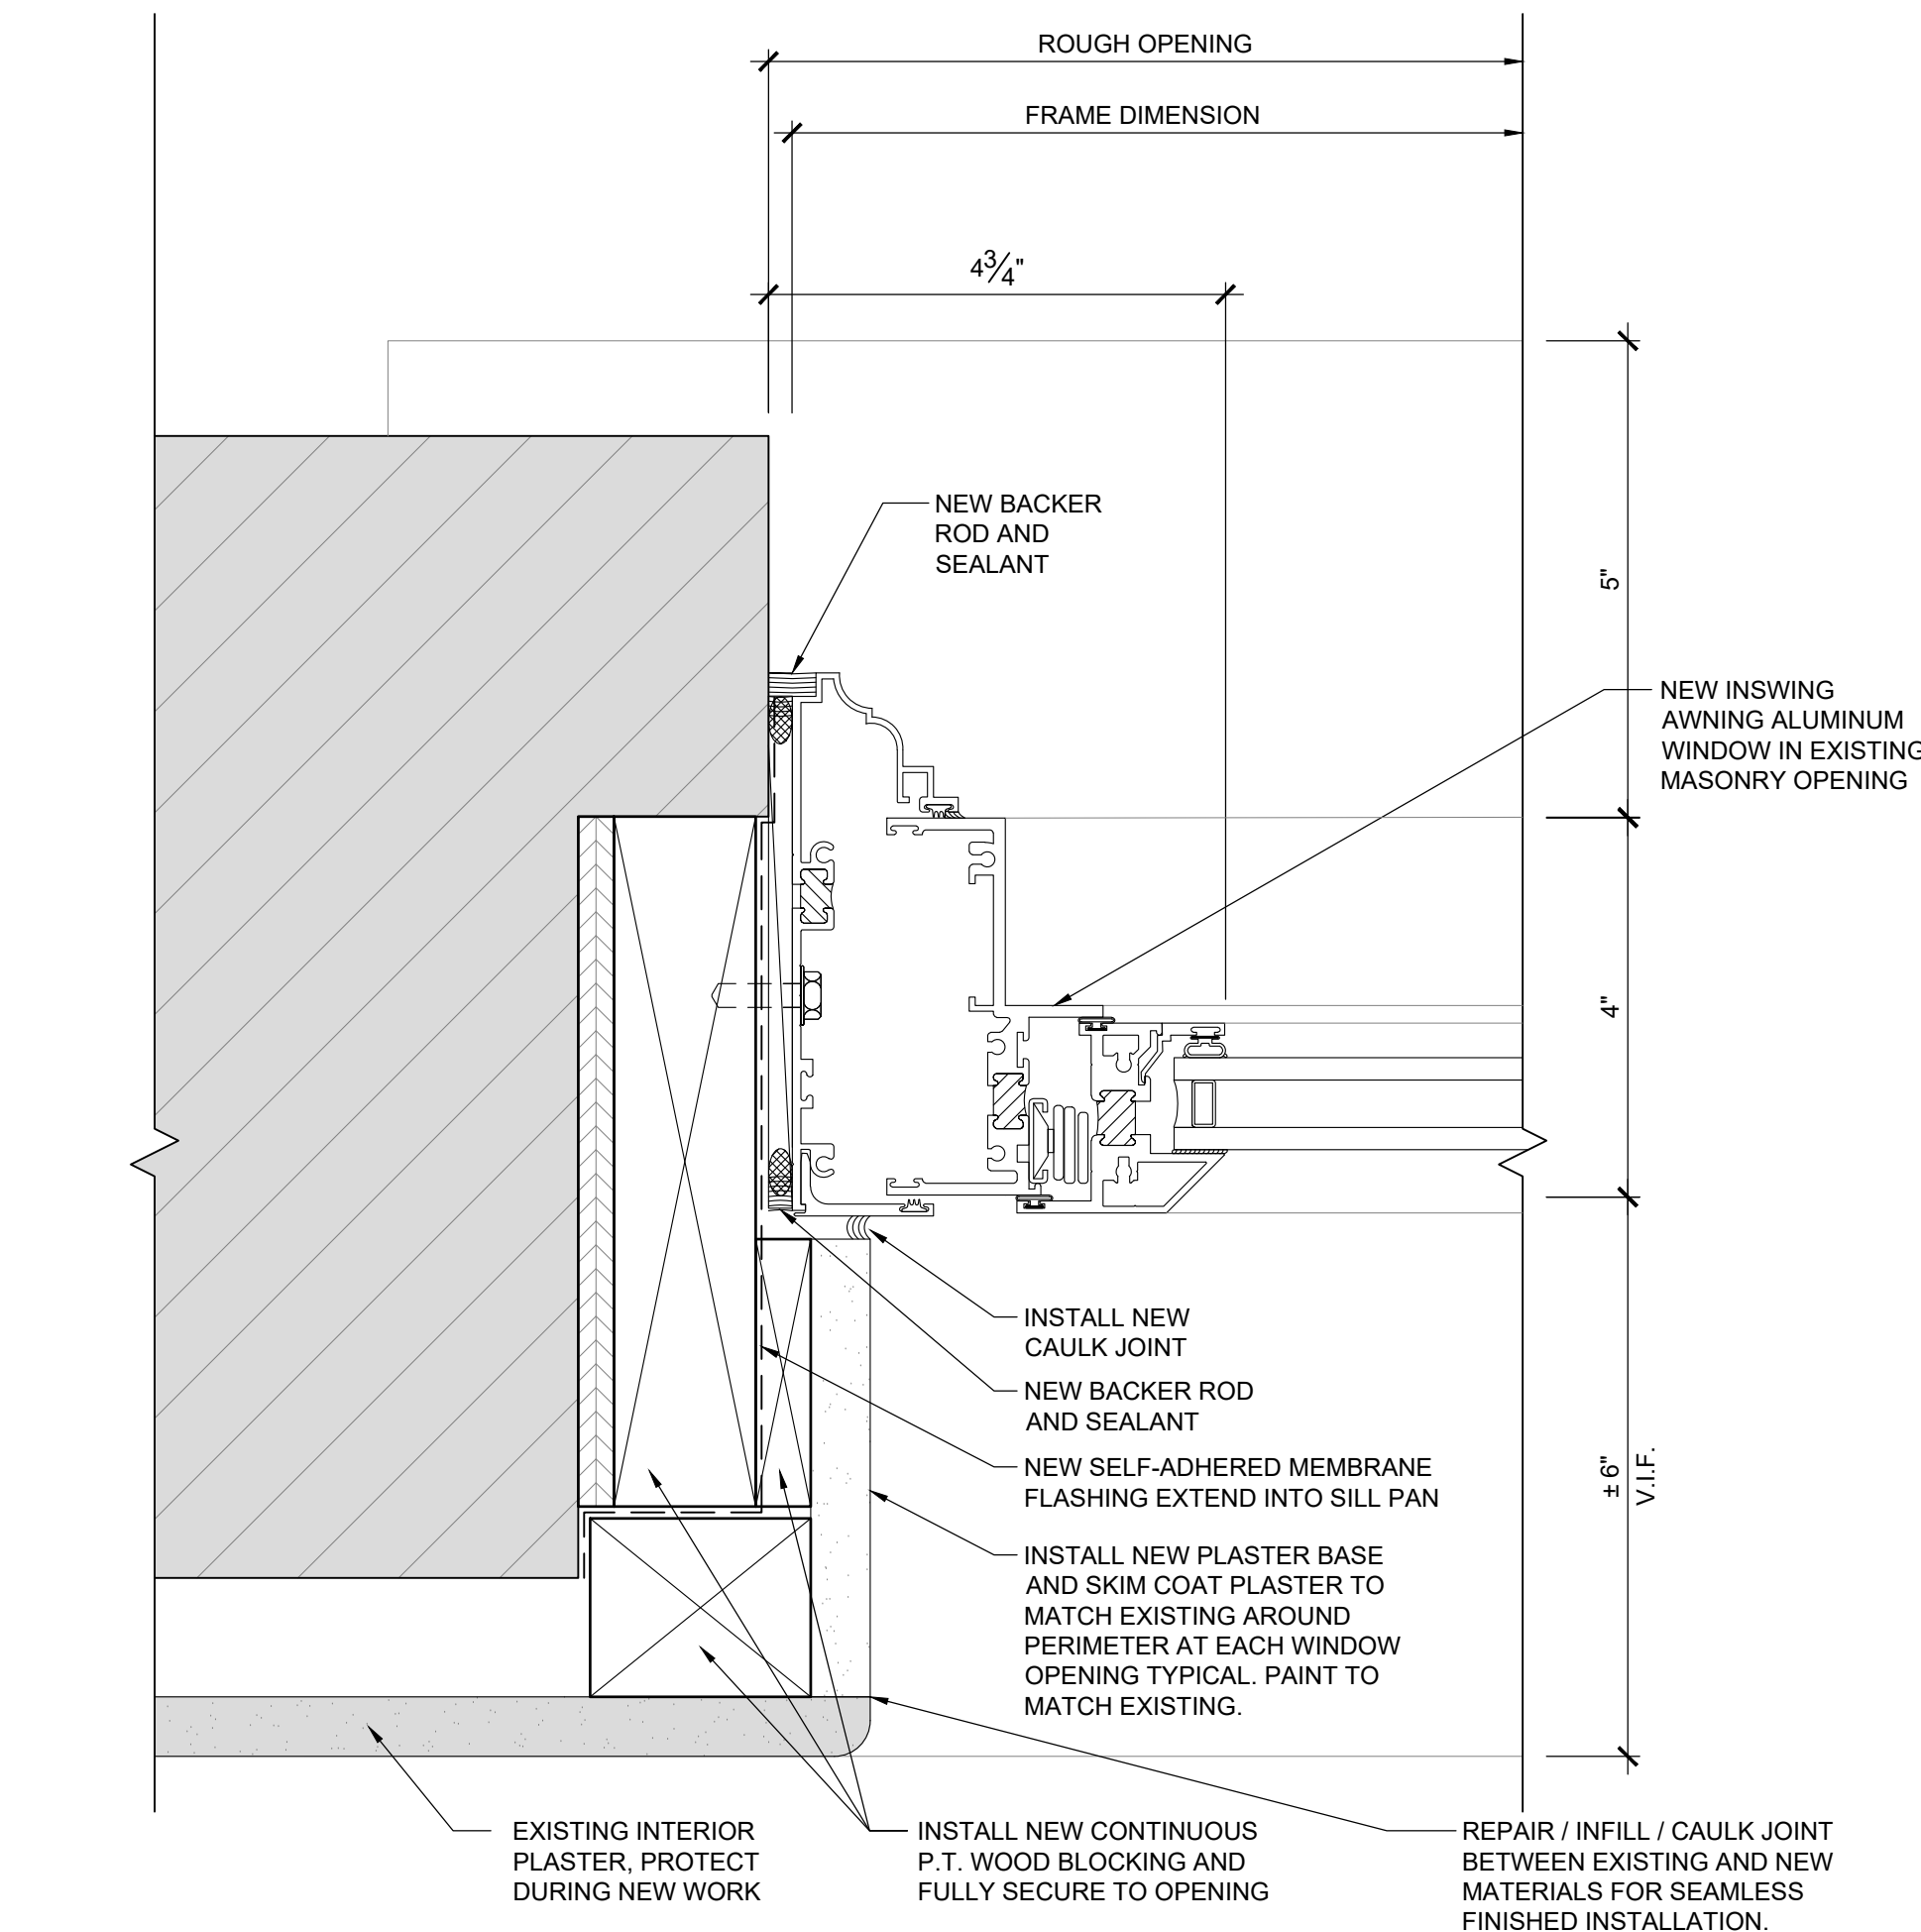 ROUGH OPENING
FRAME DIMENSION
4 3/4"
NEW BACKER
ROD AND
SEALANT
5"
NEW INSWING
AWNING ALUMINUM
WINDOW IN EXISTING
MASONRY OPENING
4"
INSTALL NEW
CAULK JOINT
NEW BACKER ROD
AND SEALANT
NEW SELF-ADHERED MEMBRANE
FLASHING EXTEND INTO SILL PAN
± 6"
V.I.F.
INSTALL NEW PLASTER BASE
AND SKIM COAT PLASTER TO
MATCH EXISTING AROUND
PERIMETER AT EACH WINDOW
OPENING TYPICAL. PAINT TO
MATCH EXISTING.
EXISTING INTERIOR
PLASTER, PROTECT
DURING NEW WORK
INSTALL NEW CONTINUOUS
P.T. WOOD BLOCKING AND
FULLY SECURE TO OPENING
REPAIR / INFILL / CAULK JOINT
BETWEEN EXISTING AND NEW
MATERIALS FOR SEAMLESS
FINISHED INSTALLATION.